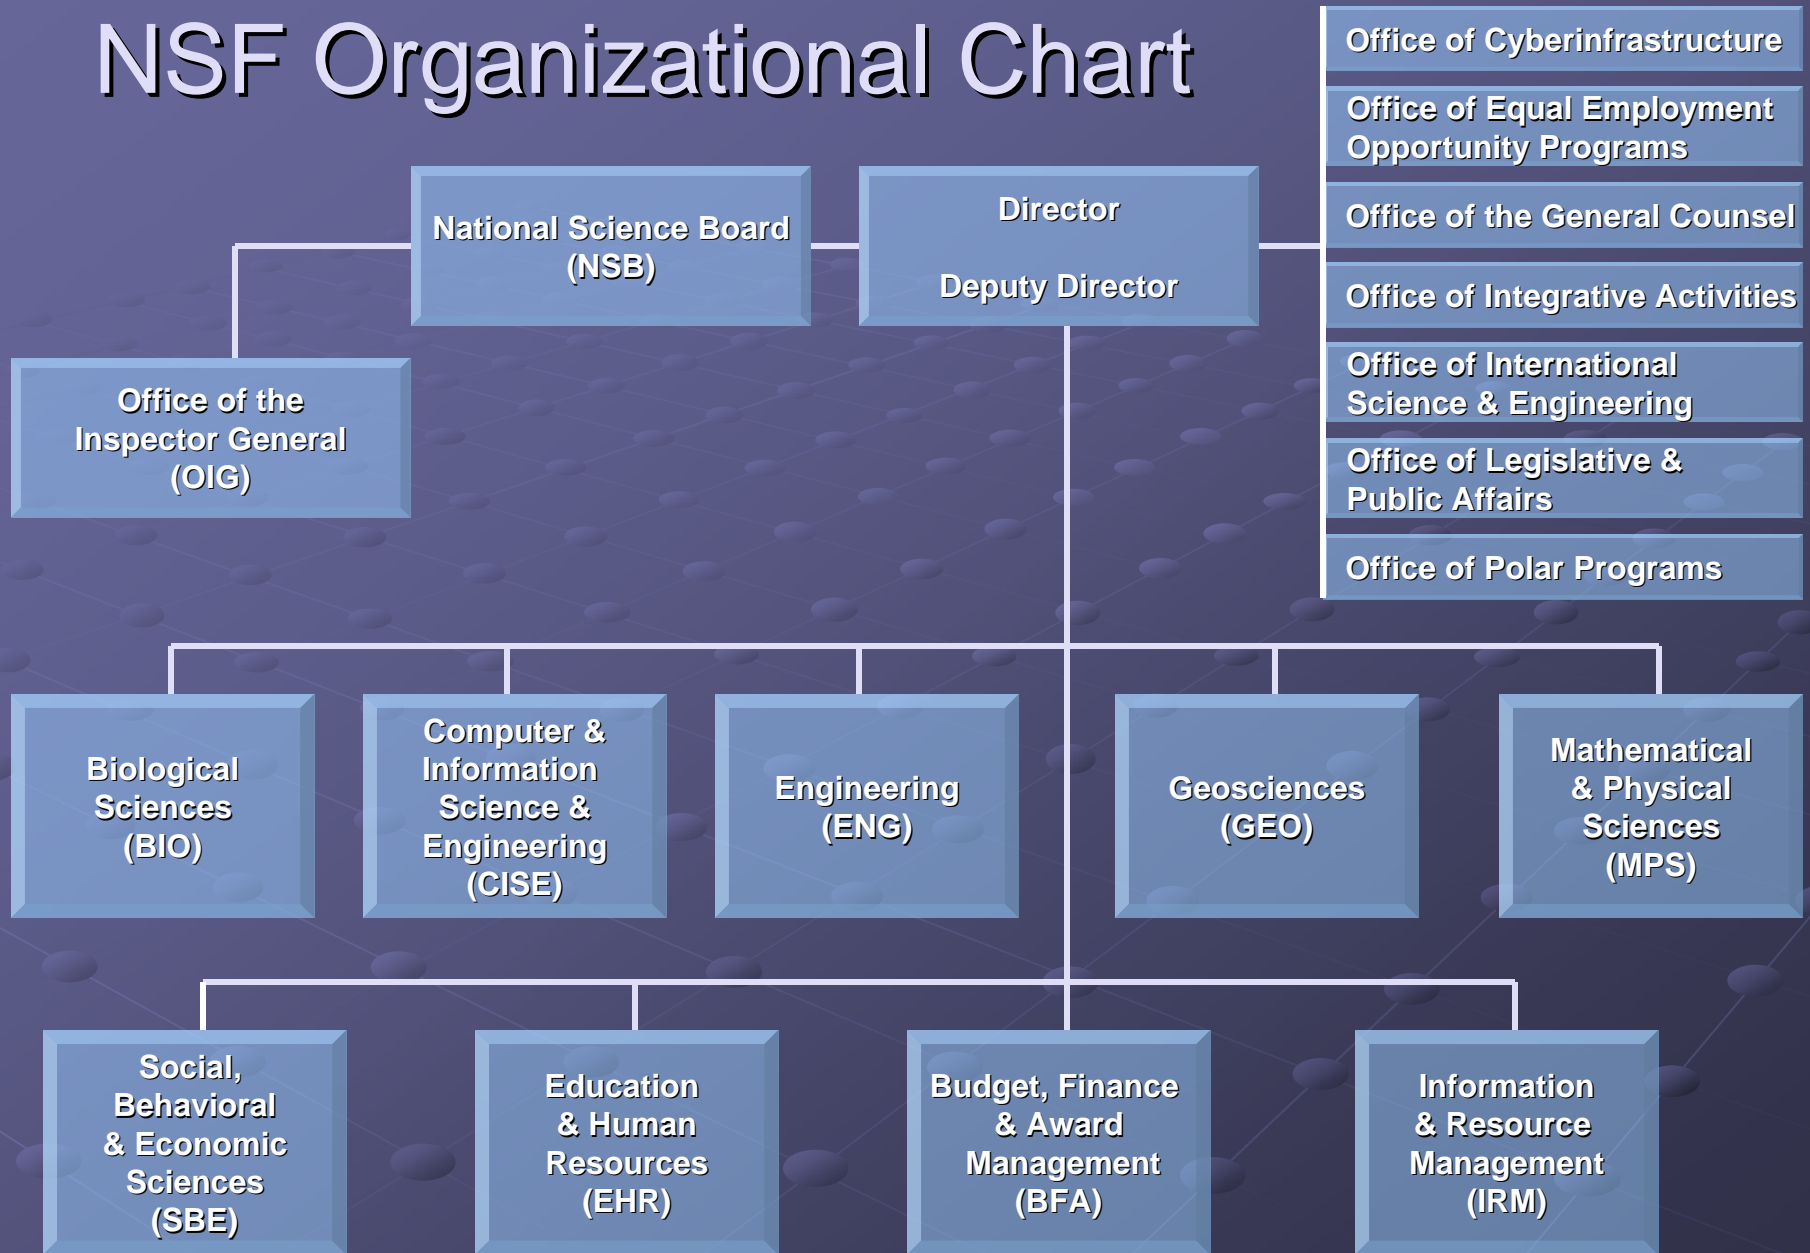 NSF Organizational Chart
Office of Cyberinfrastructure
Office of Equal Employment
Opportunity Programs
Office of the General Counsel
Office of Integrative Activities
Office of International
Science & Engineering
Office of Legislative &
Public Affairs
Office of Polar Programs
National Science Board
(NSB)
Director
Deputy Director
Office of the
Inspector General
(OIG)
Biological
Sciences
(BIO)
Computer &
Information
Science &
Engineering
(CISE)
Engineering
(ENG)
Geosciences
(GEO)
Mathematical
& Physical
Sciences
(MPS)
Social,
Behavioral
& Economic
Sciences
(SBE)
Education
& Human
Resources
(EHR)
Budget, Finance
& Award
Management
(BFA)
Information
& Resource
Management
(IRM)